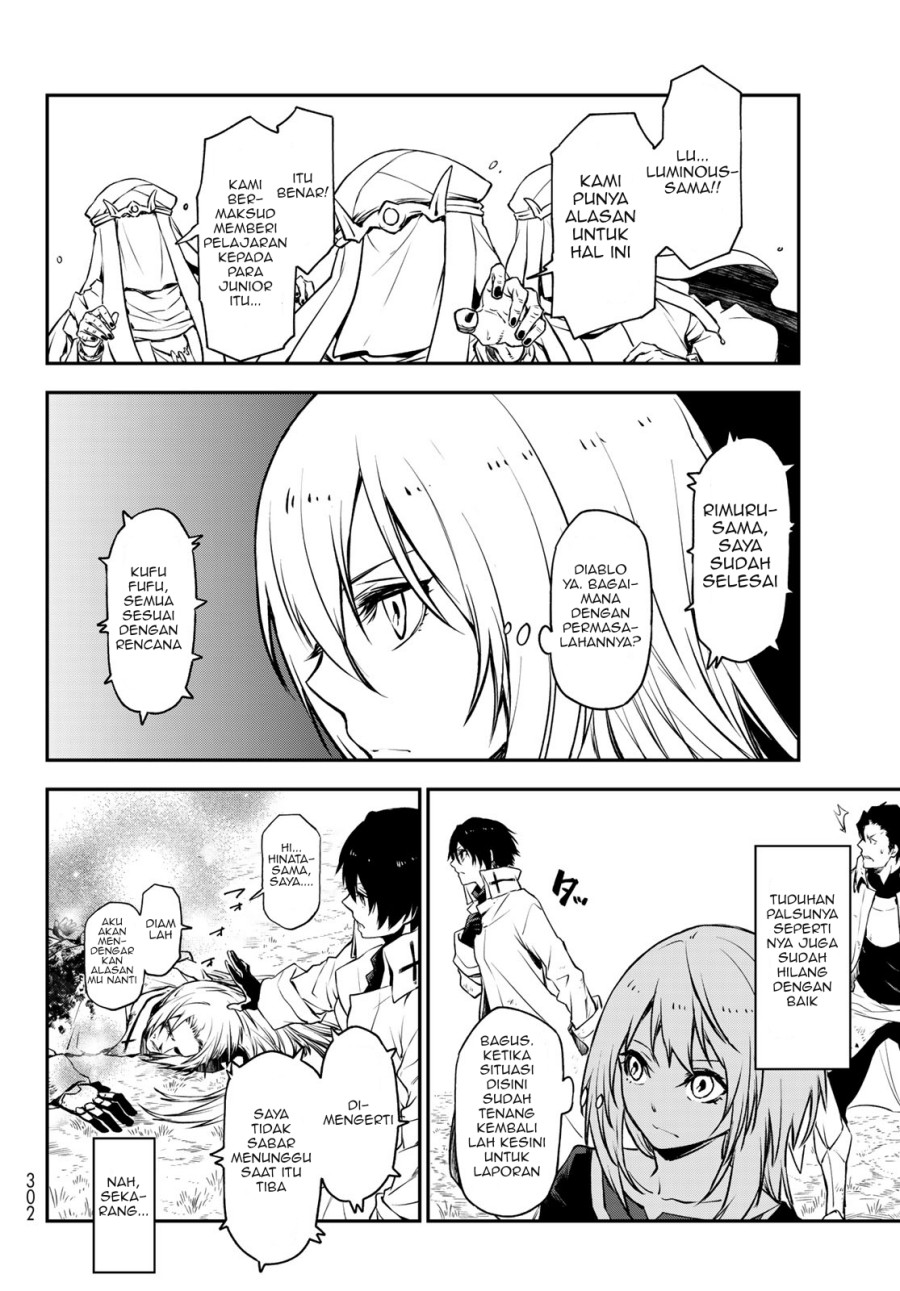 LU...
LUMINOUS-
SAMA!!
KAMI
PUNYA
ALASAN
UNTUK
HAL INI
ITU
BENAR!
KAMI
BER-
MAKSUD
MEMBERI
PELAJARAN
KEPADA
PARA
JUNIOR
ITU...
RIMURU-
SAMA,
SAYA
SUDAH
SELESAI
DIABLO
YA. BAGAI-
MANA
DENGAN
PERMASA-
LAHANNYA?
KUFU
FUFU,
SEMUA
SESUAI
DENGAN
RENCANA
TUDUHAN
PALSUNYA
SEPERTI
NYA JUGA
SUDAH
HILANG
DENGAN
BAIK
ダッ
BAGUS.
KETIKA
SITUASI
DISINI
SUDAH
TENANG
KEMBALI
LAH KESINI
UNTUK
LAPORAN
HI...
HINATA-
SAMA,
SAYA....
DIAM
LAH
AKU
AKAN
MEN-
DENGAR
KAN
ALASAN
MU NANTI
DI-
MENGERTI
SAYA
TIDAK
SABAR
MENUNGGU
SAAT ITU
TIBA
NAH,
SEKA-
RANG...
302